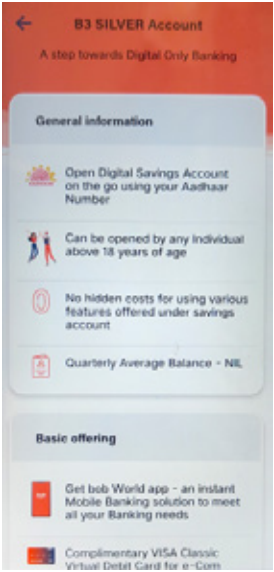 B3 SILVER Account
A step towards Digital Only Banking
General information
Open Digital Savings Account
on the go using your Aadhaar
Number
Can be opened by any Individual
above 18 years of age
No hidden costs for using various
features offered under savings
account
Quarterly Average Balance - NIL
Basic offering
Get bob World app - an instant
Mobile Banking solution to meet
all your Banking needs
Complimentary VISA Classic
Virtual Debit Card for e-Com